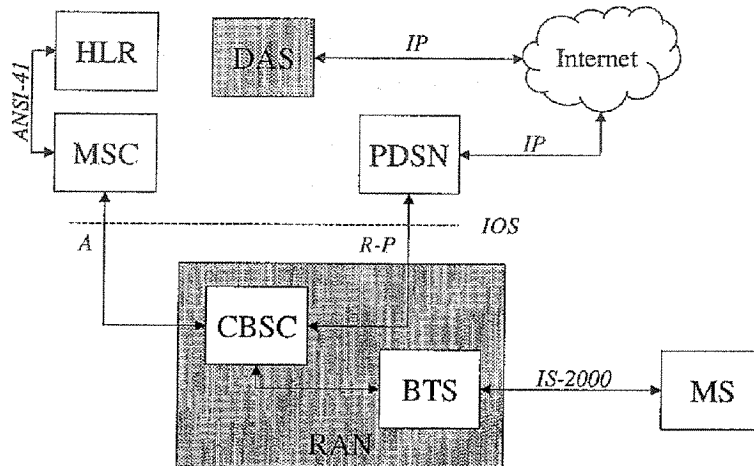 HLR
DAS
IP
Internet
ANSI-41
MSC
PDSN
IP
A
R-P
IOS
CBSC
BTS
IS-2000
MS
RAN